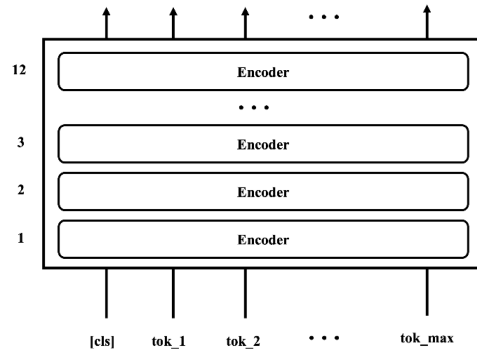 • • •
12 Encoder
• • •
3 Encoder
2 Encoder
1 Encoder
[cls] tok_1 tok_2 • • • tok_max